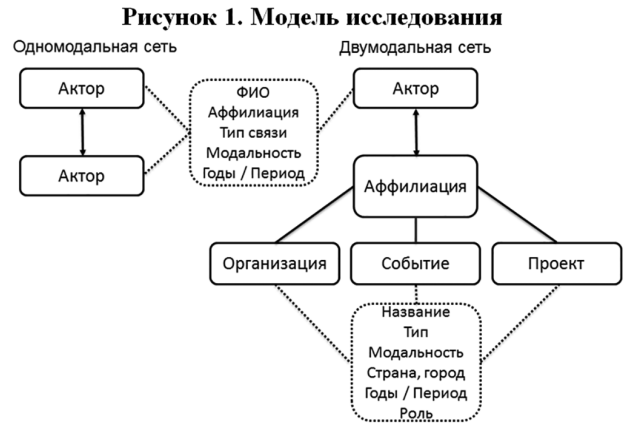 Рисунок 1. Модель исследования
Одномодальная сеть
Двумодальная сеть
Актор
Актор
ФИО
Аффилиация
Тип связи
Модальность
Годы / Период
Актор
Аффилиация
Организация
Событие
Проект
Название
Тип
Модальность
Страна, город
Годы / Период
Роль